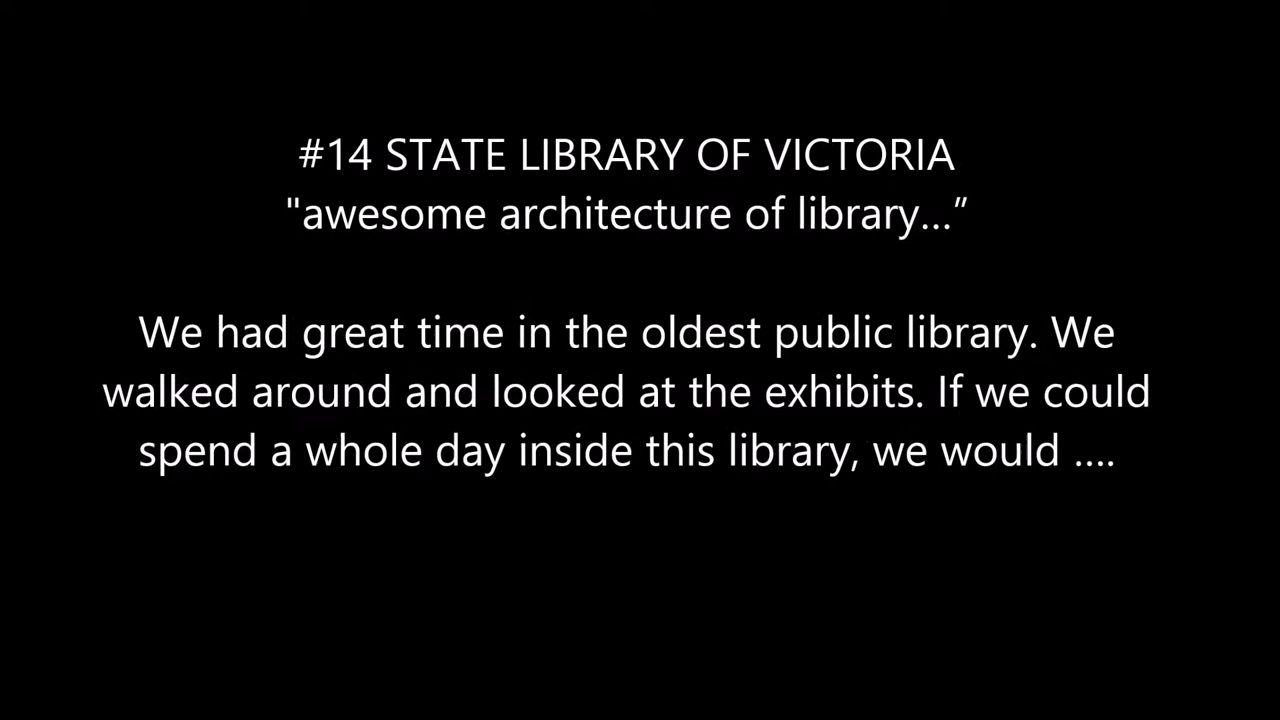 #14 STATE LIBRARY OF VICTORIA
"awesome architecture of library...”
We had great time in the oldest public library. We
walked around and looked at the exhibits. If we could
spend a whole day inside this library, we would ....